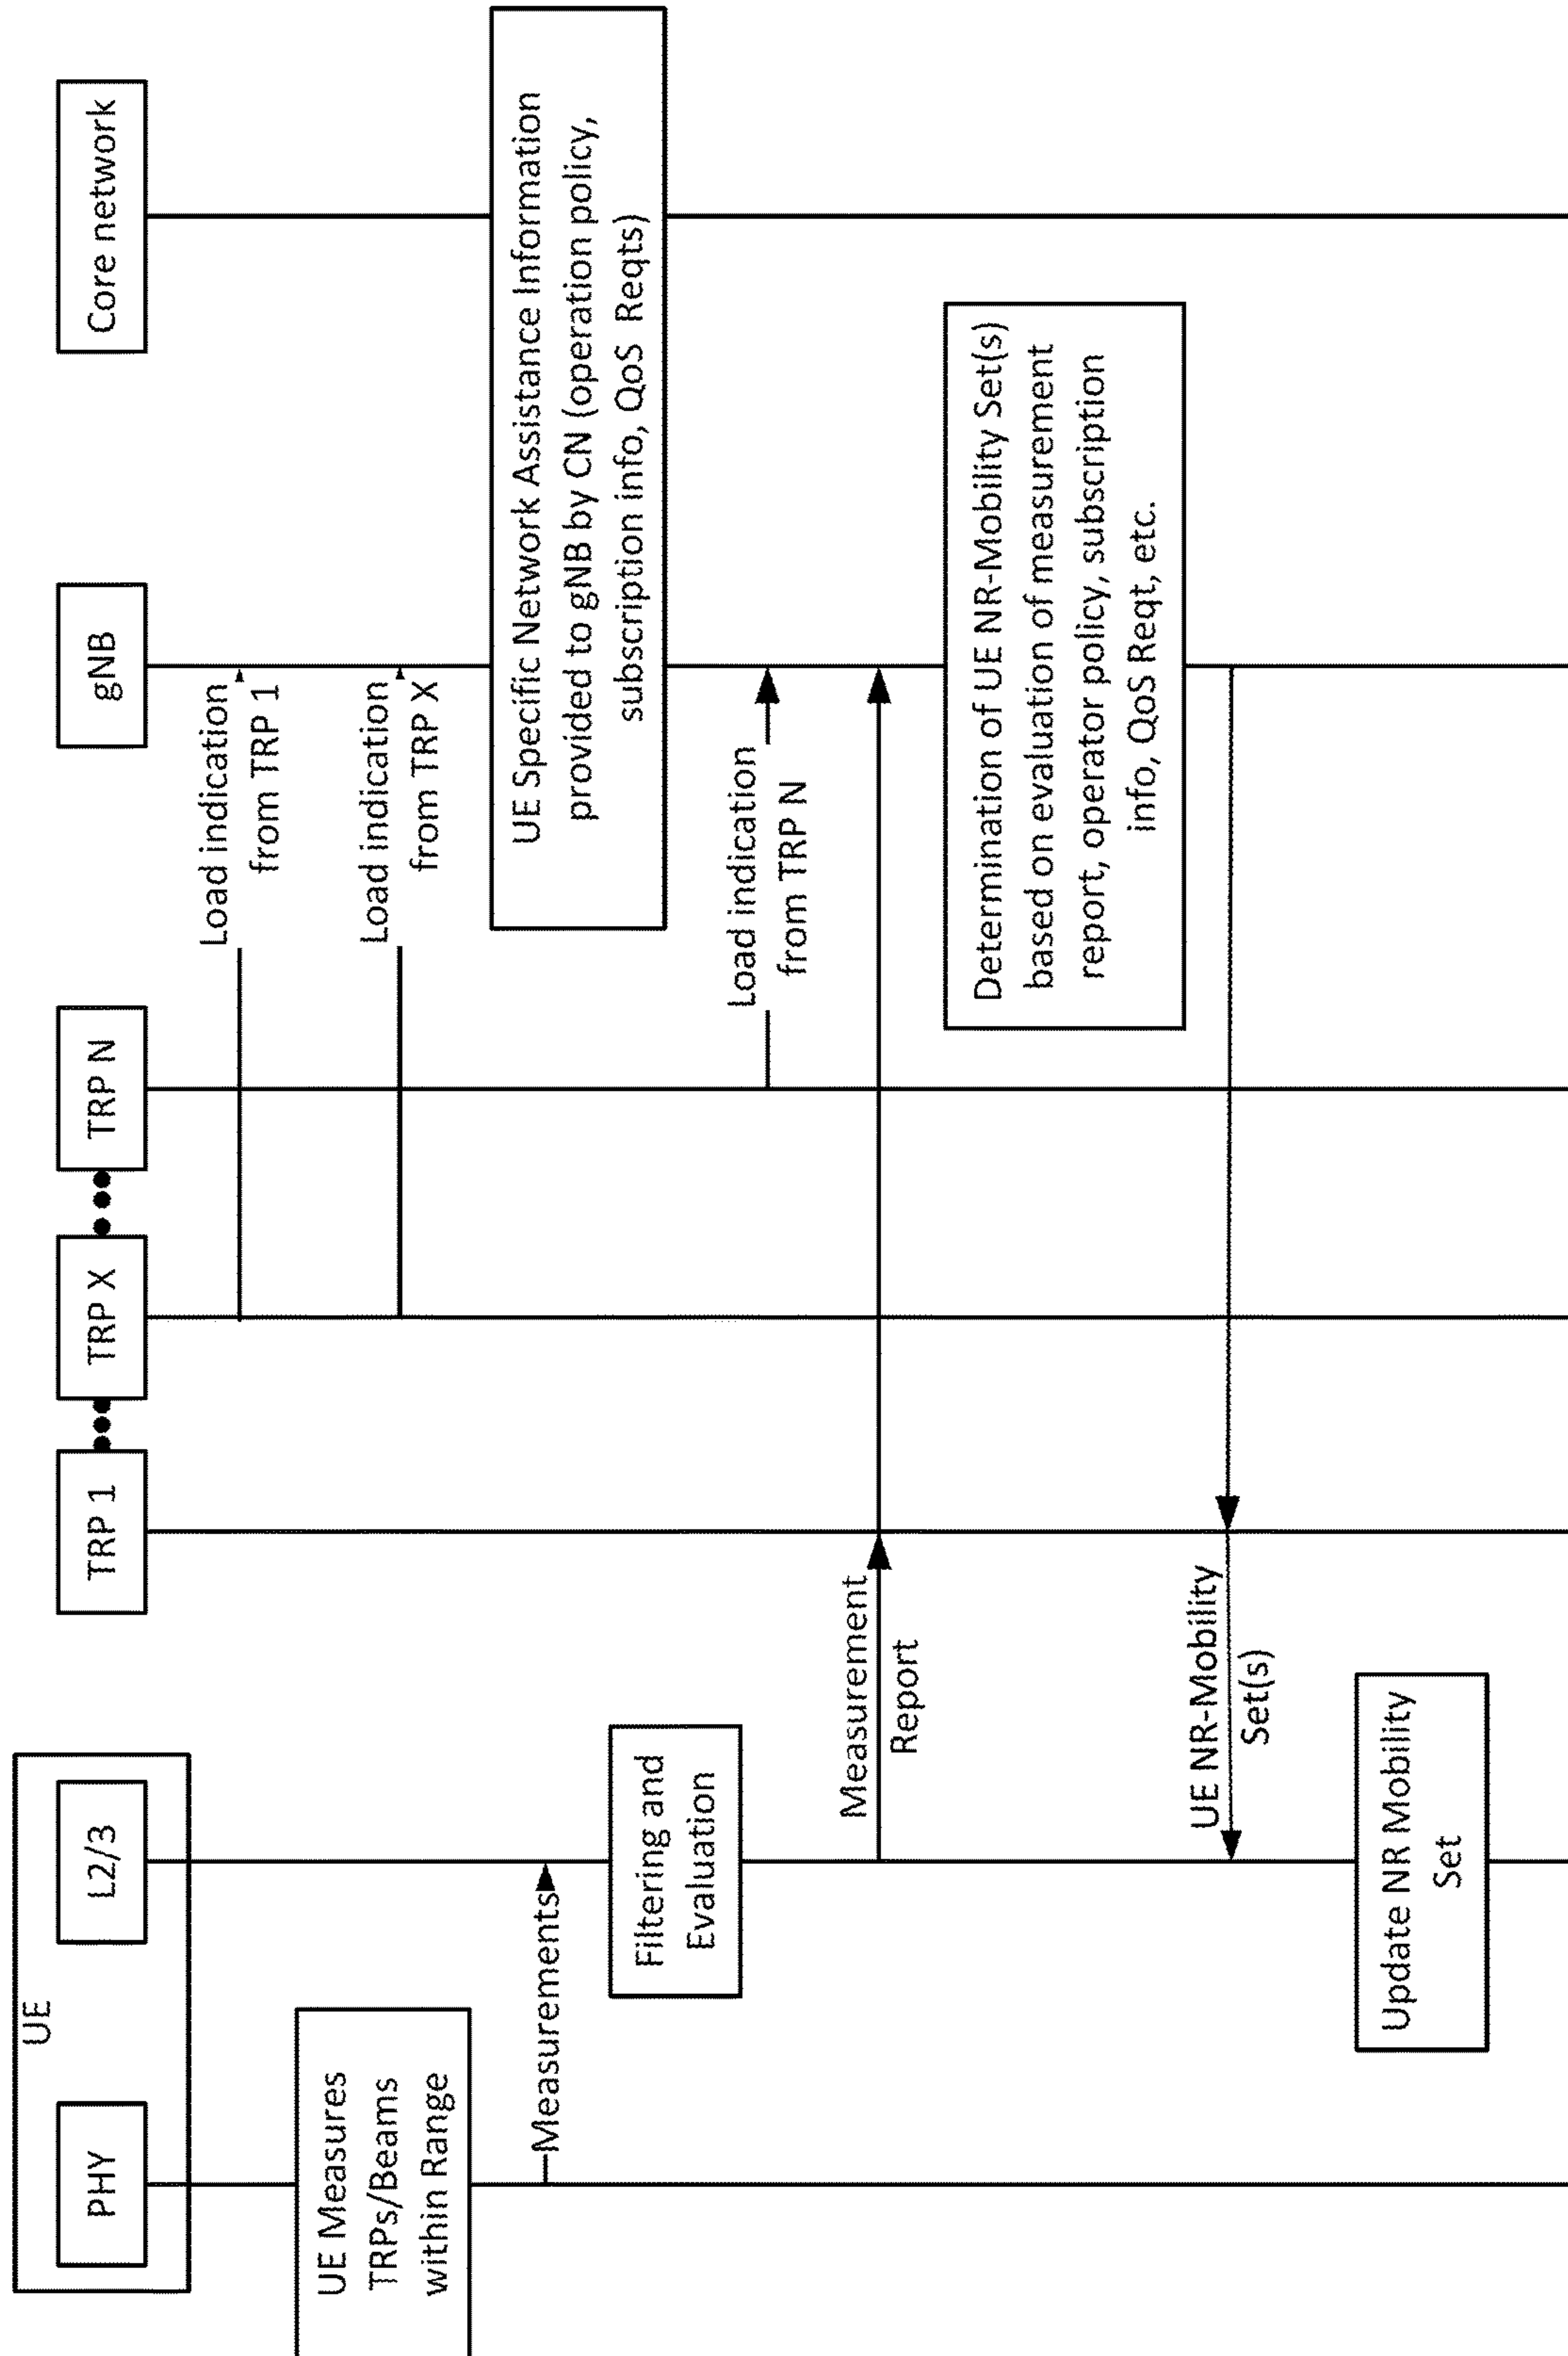 UE
PHY
L2/3
TRP 1
TRP X
TRP N
gNB
Core network
Load indication
from TRP 1
UE Measures
TRPs/Beams
within Range
Load indication
from TRP X
UE Specific Network Assistance Information
provided to gNB by CN (operation policy,
subscription info, QoS Reqts)
Measurements
Filtering and
Evaluation
Load indication
from TRP N
Measurement
Report
Determination of UE NR-Mobility Set(s)
based on evaluation of measurement
report, operator policy, subscription
info, QoS Reqt, etc.
UE NR-Mobility
Set(s)
Update NR Mobility
Set